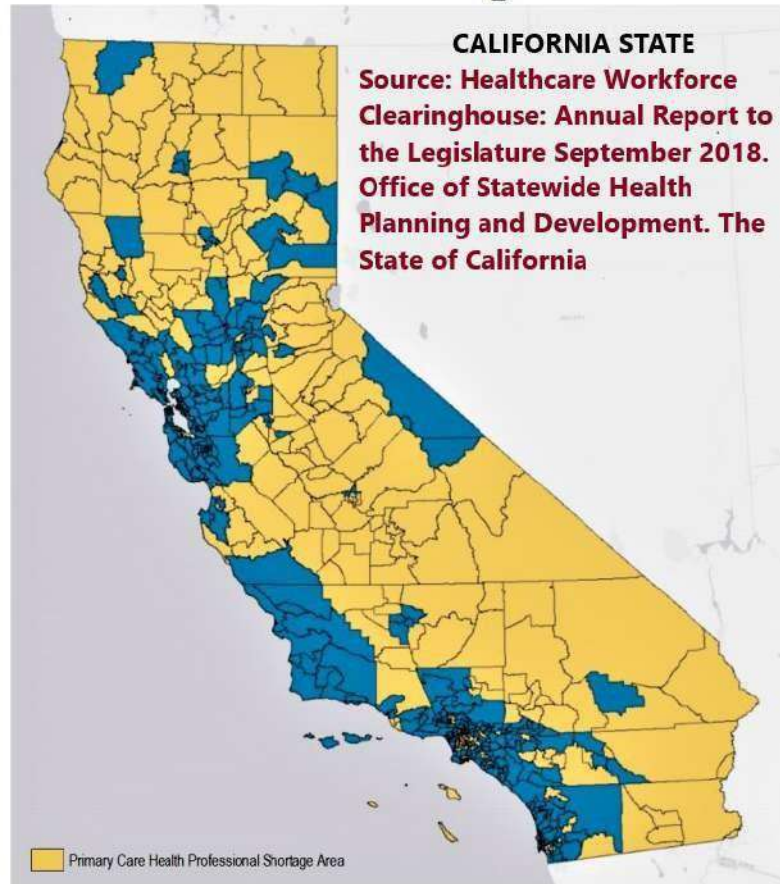 CALIFORNIA STATE
Source: Healthcare Workforce
Clearinghouse: Annual Report to
the Legislature September 2018.
Office of Statewide Health
Planning and Development. The
State of California
Primary Care Health Professional Shortage Area